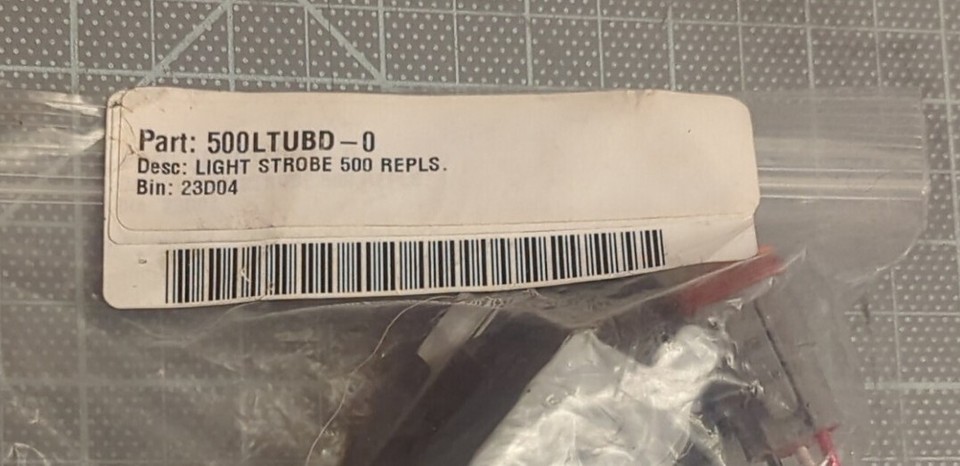 Part: 500LTUBD-0
Desc: LIGHT STROBE 500 REPLS.
Bin: 23D04